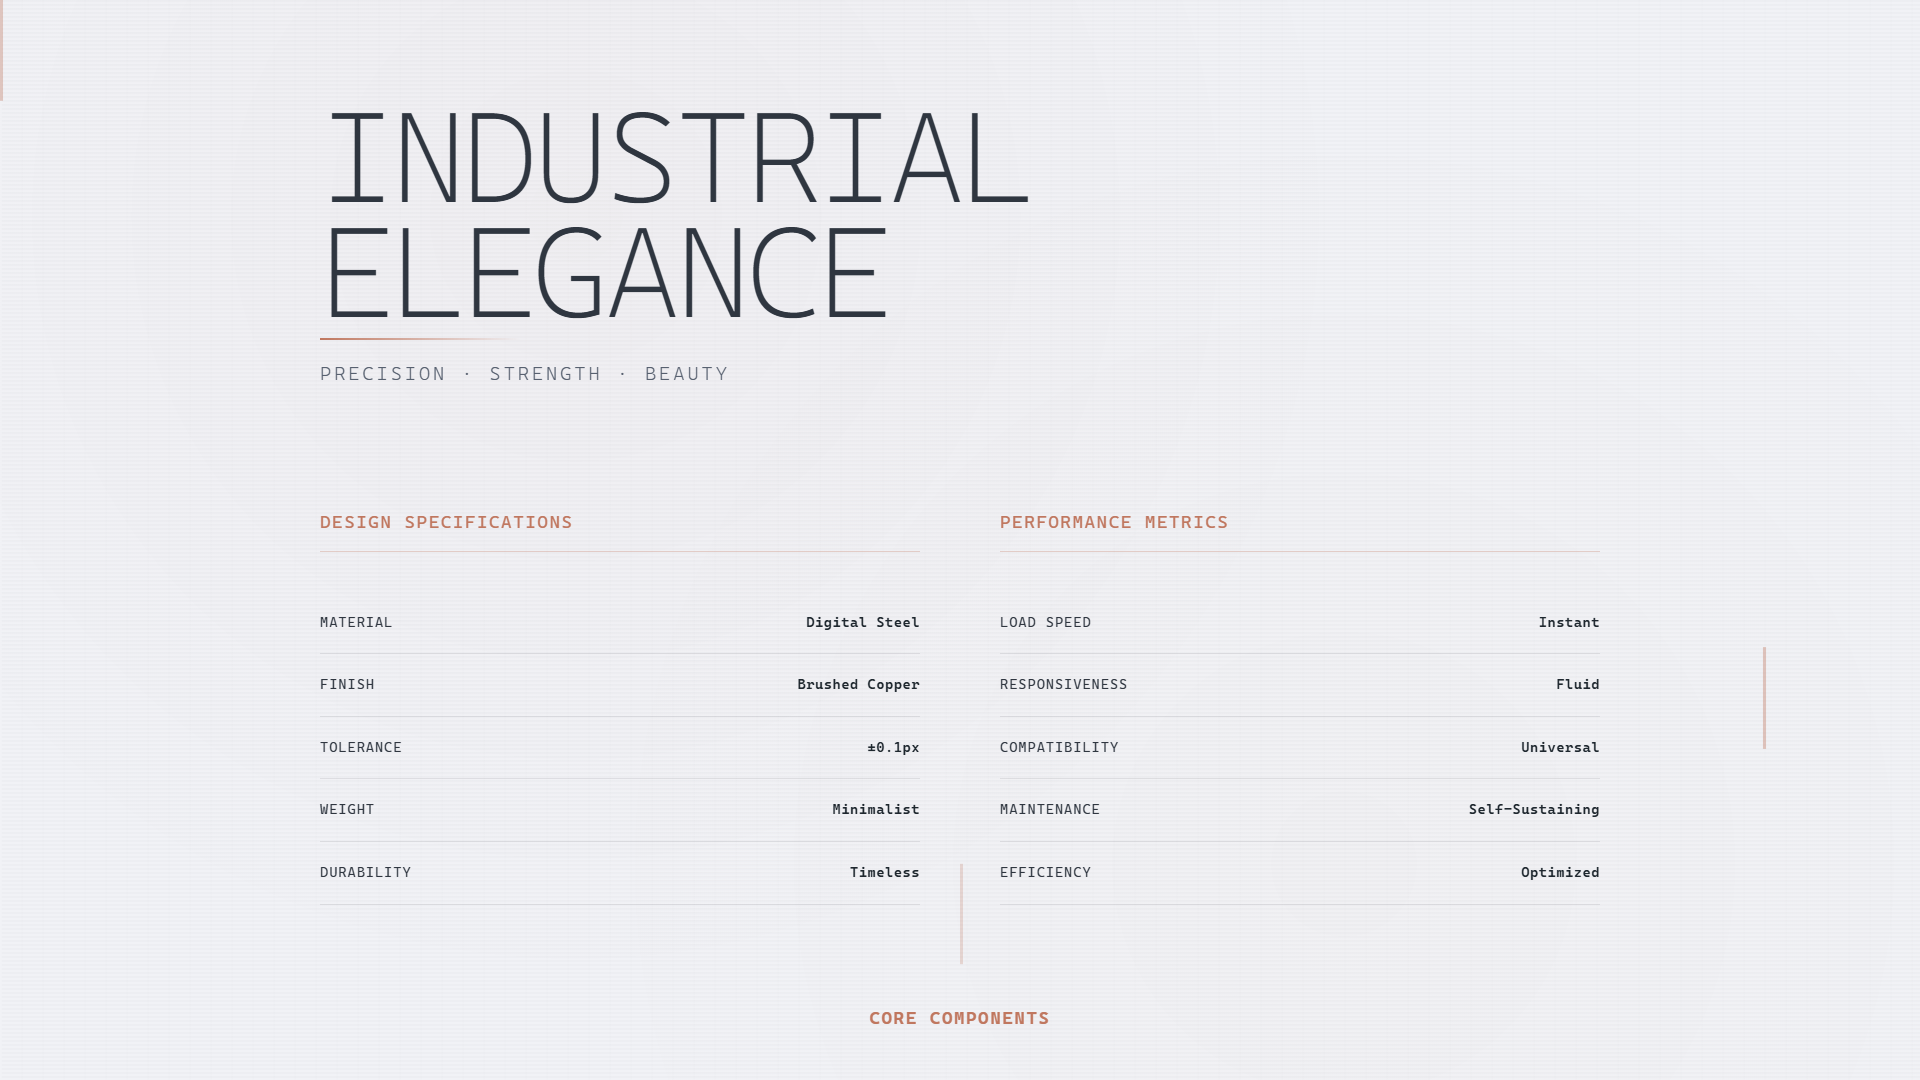 INDUSTRIAL
ELEGANCE
PRECISION · STRENGTH · BEAUTY
DESIGN SPECIFICATIONS
MATERIAL Digital Steel
FINISH Brushed Copper
TOLERANCE ±0.1px
WEIGHT Minimalist
DURABILITY Timeless
PERFORMANCE METRICS
LOAD SPEED Instant
RESPONSIVENESS Fluid
COMPATIBILITY Universal
MAINTENANCE Self-Sustaining
EFFICIENCY Optimized
CORE COMPONENTS